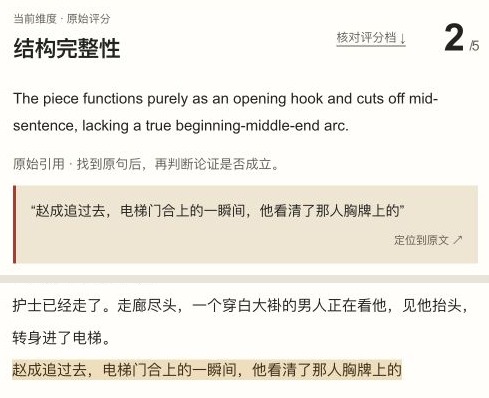 当前维度 · 原始评分
结构完整性
核对评分档 ↓
2 /5
The piece functions purely as an opening hook and cuts off mid-
sentence, lacking a true beginning-middle-end arc.
原始引用 · 找到原句后，再判断论证是否成立。
“赵成追过去，电梯门合上的一瞬间，他看清了那人胸牌上的”
定位到原文 ↗
护士已经走了。走廊尽头，一个穿白大褂的男人正在看他，见他抬头，
转身进了电梯。
赵成追过去，电梯门合上的一瞬间，他看清了那人胸牌上的